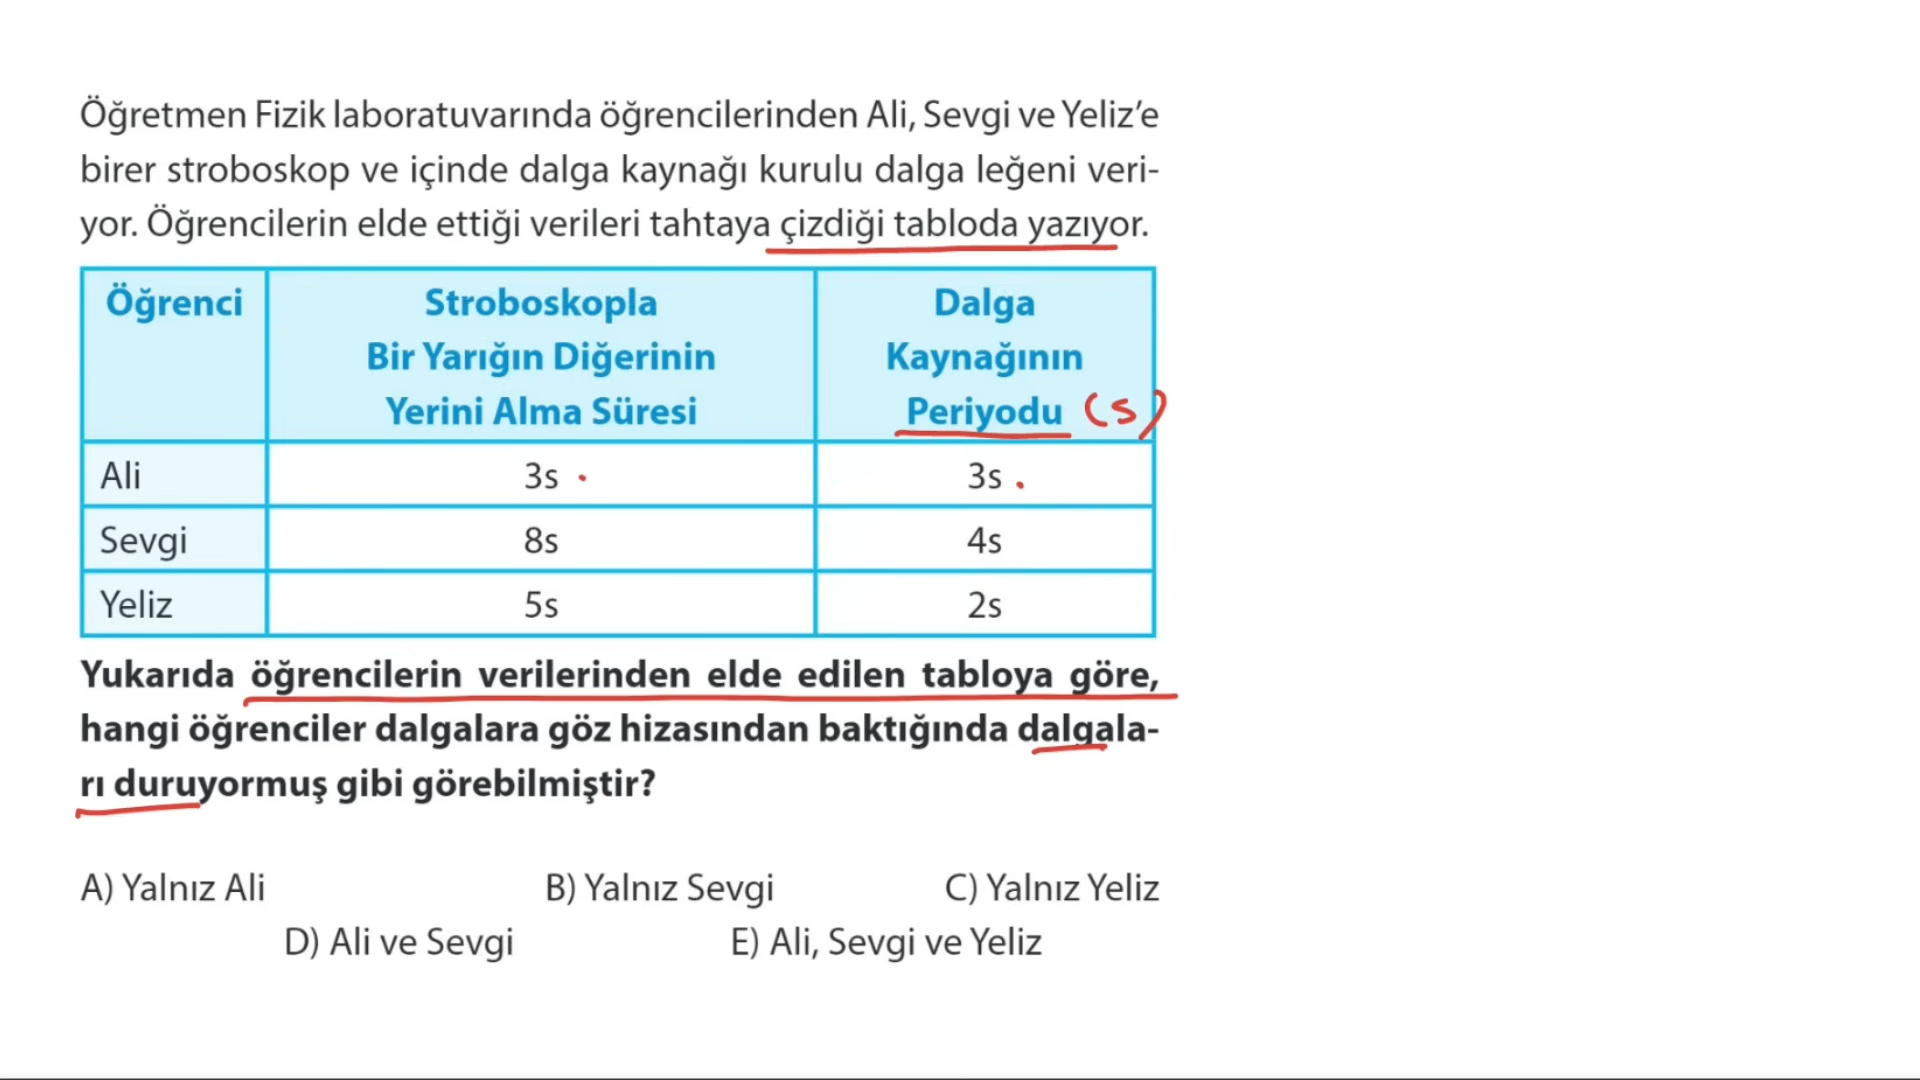 Öğretmen Fizik laboratuvarında öğrencilerinden Ali, Sevgi ve Yeliz’e
birer stroboskop ve içinde dalga kaynağı kurulu dalga leğeni veri-
yor. Öğrencilerin elde ettiği verileri tahtaya çizdiği tabloda yazıyor.
Öğrenci Stroboskopla Dalga
Bir Yarığın Diğerinin Kaynağının
Yerini Alma Süresi Periyodu (s)
Ali 3s 3s
Sevgi 8s 4s
Yeliz 5s 2s
Yukarıda öğrencilerin verilerinden elde edilen tabloya göre,
hangi öğrenciler dalgalara göz hizasından baktığında dalgala-
rı duruyormuş gibi görebilmiştir?
A) Yalnız Ali B) Yalnız Sevgi C) Yalnız Yeliz
D) Ali ve Sevgi E) Ali, Sevgi ve Yeliz